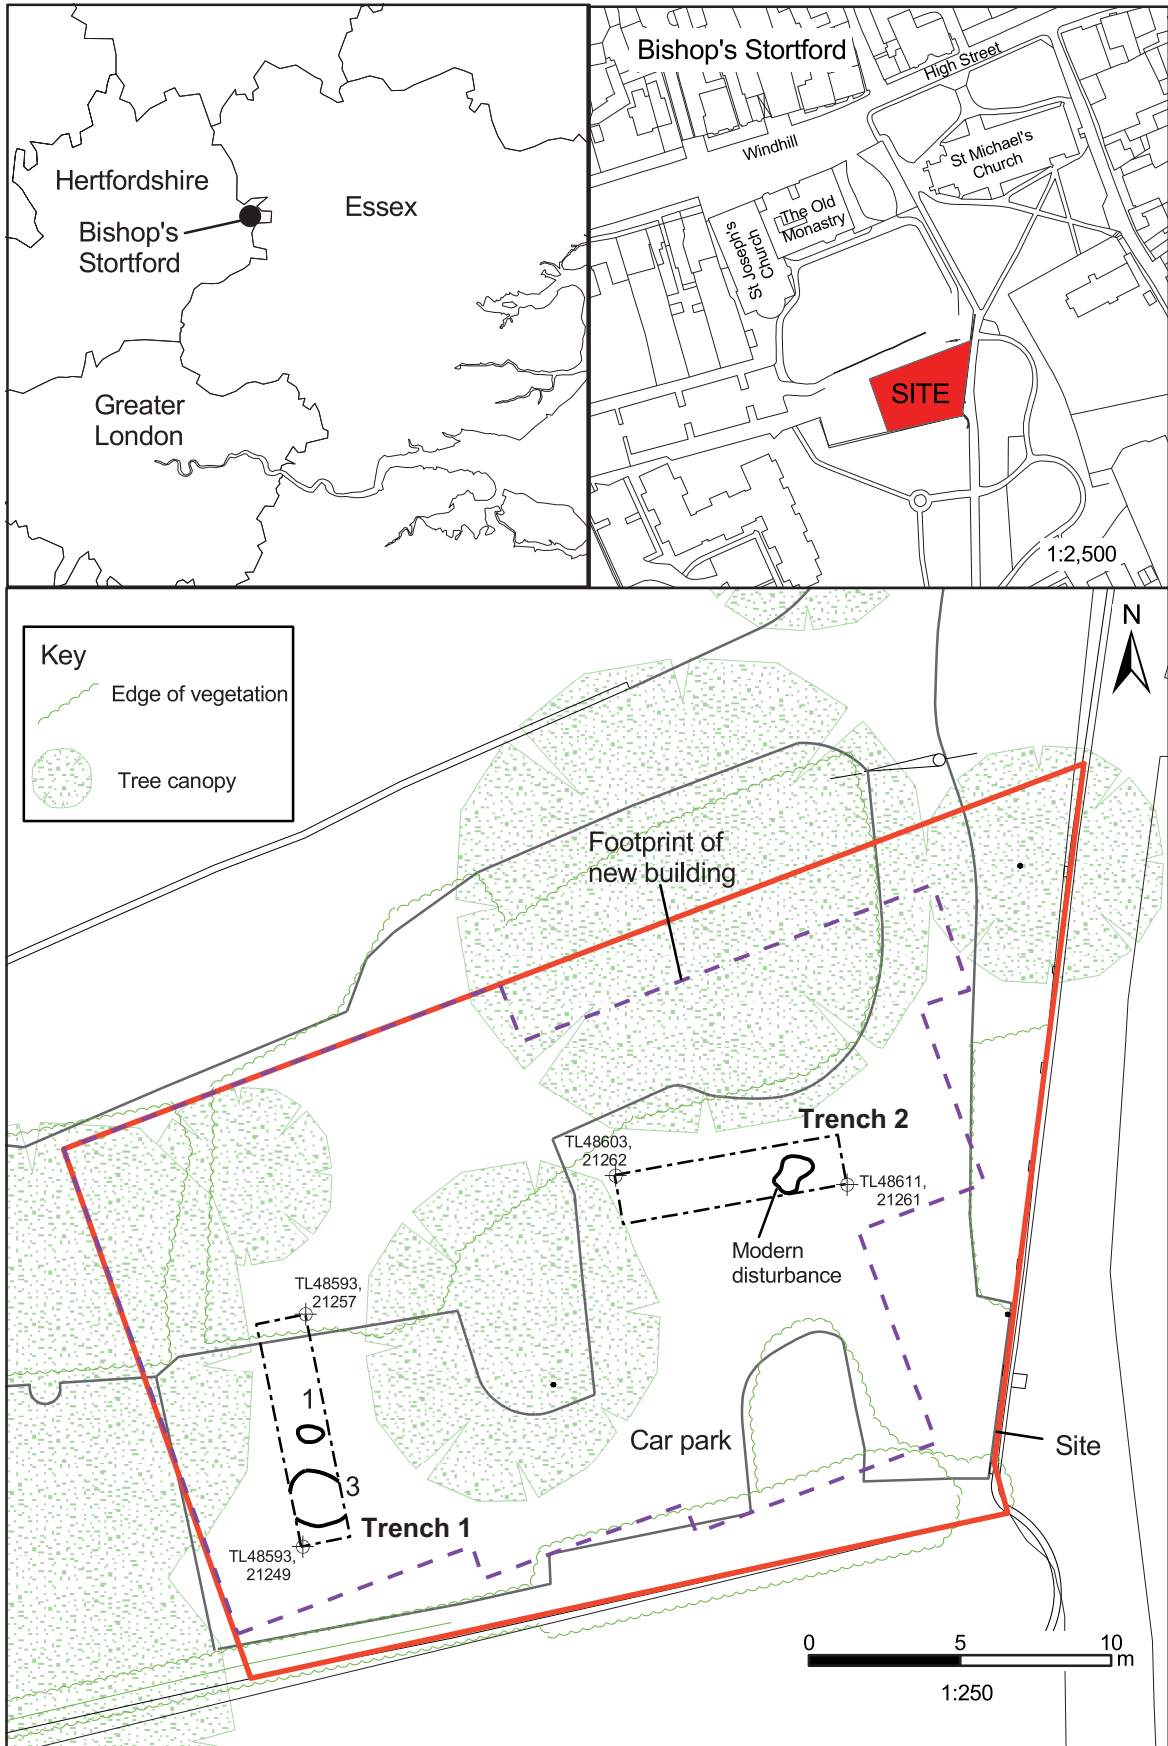 Hertfordshire
Bishop's
Stortford
Essex
Greater
London
Bishop's Stortford
High Street
Windhill
St Michael's
Church
The Old
Monastry
St Joseph's
Church
SITE
1:2,500
Key
Edge of vegetation
Tree canopy
N
Footprint of
new building
Trench 2
TL48603,
21262
TL48611,
21261
Modern
disturbance
TL48593,
21257
1
3
Trench 1
TL48593,
21249
Car park
Site
0 5 10
m
1:250